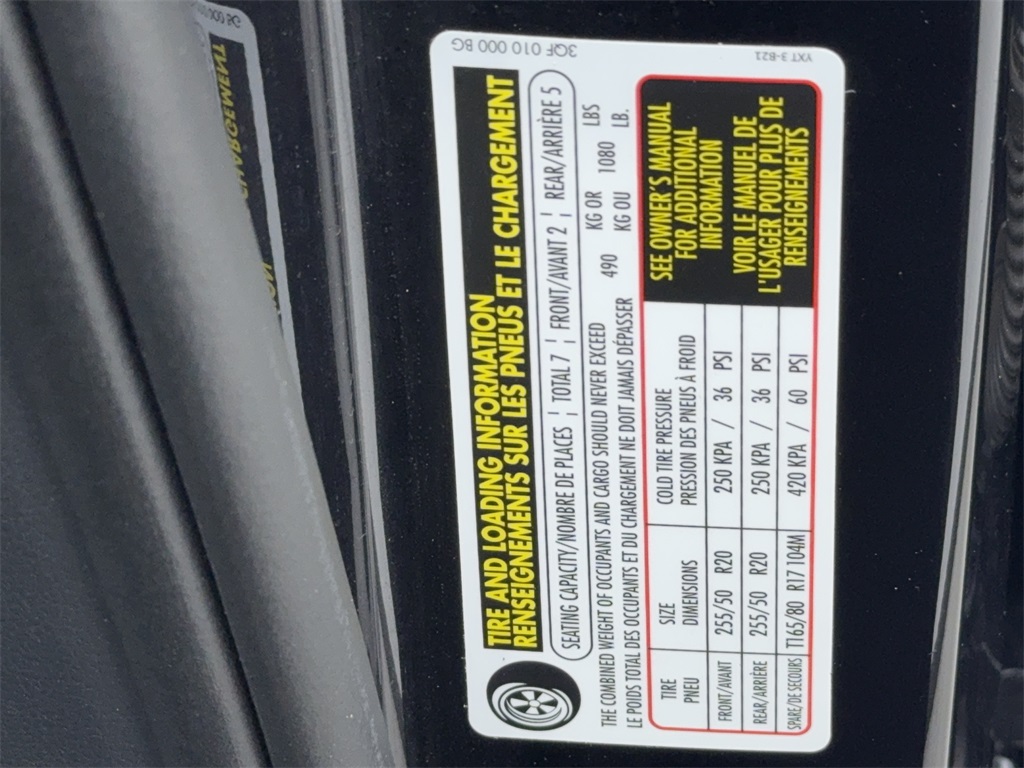 3QF 010 000 BG
YXT 3-B21
TIRE AND LOADING INFORMATION
RENSEIGNEMENTS SUR LES PNEUS ET LE CHARGEMENT
SEATING CAPACITY/NOMBRE DE PLACES ¦ TOTAL 7 ¦ FRONT/AVANT 2 ¦ REAR/ARRIÈRE 5
THE COMBINED WEIGHT OF OCCUPANTS AND CARGO SHOULD NEVER EXCEED 490 KG OR 1080 LBS
LE POIDS TOTAL DES OCCUPANTS ET DU CHARGEMENT NE DOIT JAMAIS DÉPASSER KG OU LB.
TIRE SIZE COLD TIRE PRESSURE
PNEU DIMENSIONS PRESSION DES PNEUS À FROID
FRONT/AVANT 255/50 R20 250 KPA / 36 PSI
REAR/ARRIÈRE 255/50 R20 250 KPA / 36 PSI
SPARE/DE SECOURS T165/80 R17 104M 420 KPA / 60 PSI
SEE OWNER'S MANUAL
FOR ADDITIONAL
INFORMATION
VOIR LE MANUEL DE
L'USAGER POUR PLUS DE
RENSEIGNEMENTS